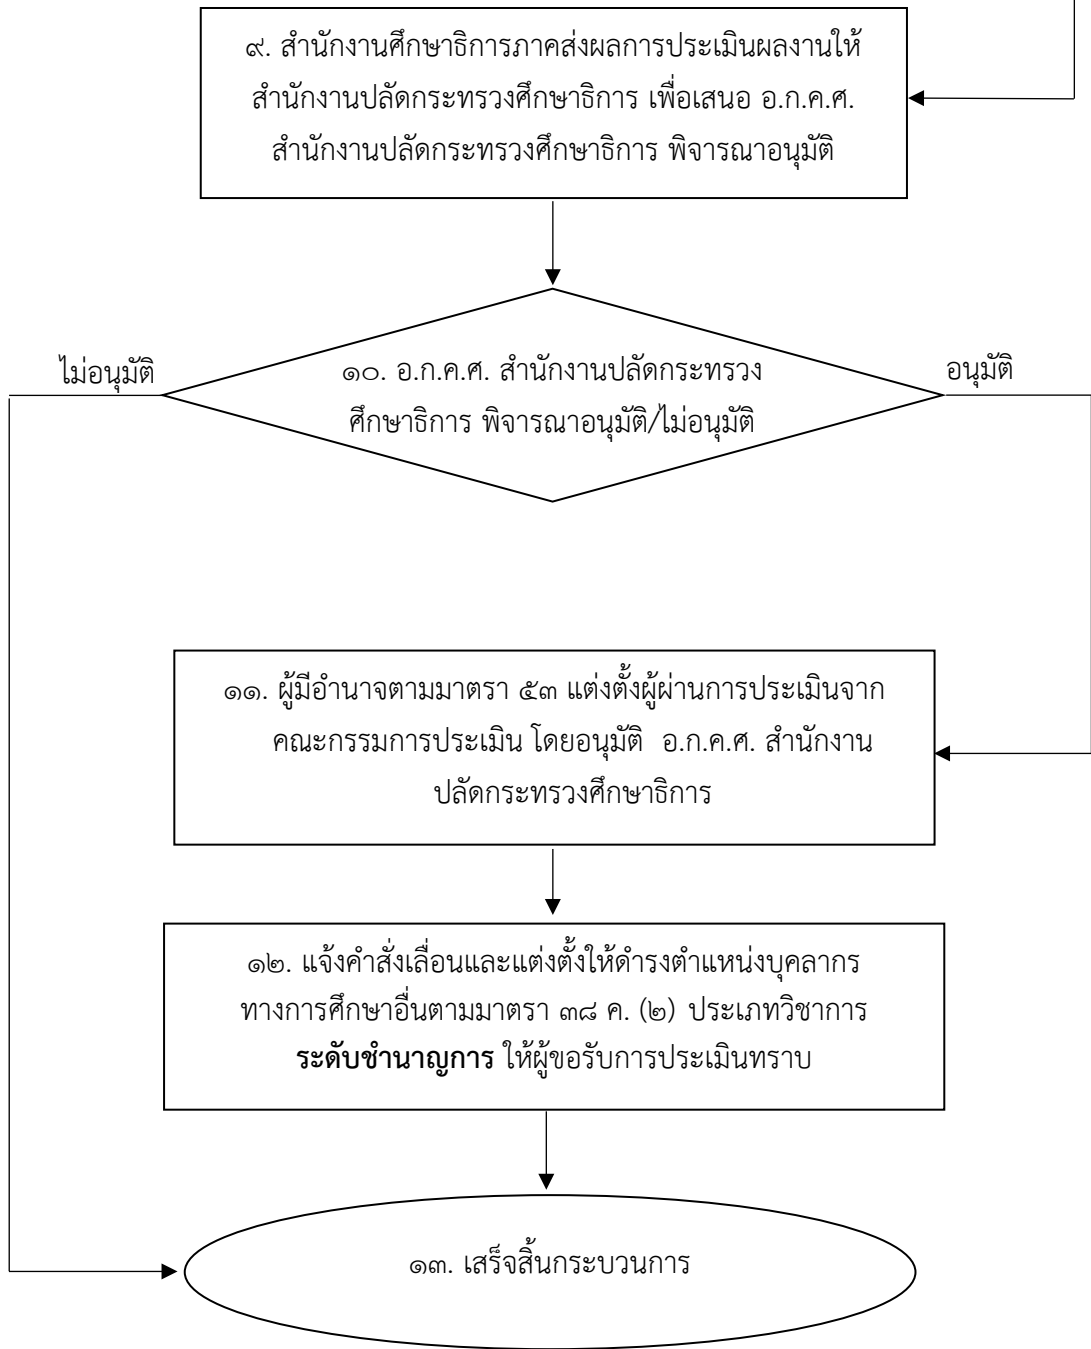 ๙. สำนักงานศึกษาธิการภาคส่งผลการประเมินผลงานให้
สำนักงานปลัดกระทรวงศึกษาธิการ เพื่อเสนอ อ.ก.ค.ศ.
สำนักงานปลัดกระทรวงศึกษาธิการ พิจารณาอนุมัติ
ไม่อนุมัติ
๑๐. อ.ก.ค.ศ. สำนักงานปลัดกระทรวง
ศึกษาธิการ พิจารณาอนุมัติ/ไม่อนุมัติ
อนุมัติ
๑๑. ผู้มีอำนาจตามมาตรา ๕๓ แต่งตั้งผู้ผ่านการประเมินจาก
คณะกรรมการประเมิน โดยอนุมัติ อ.ก.ค.ศ. สำนักงาน
ปลัดกระทรวงศึกษาธิการ
๑๒. แจ้งคำสั่งเลื่อนและแต่งตั้งให้ดำรงตำแหน่งบุคลากร
ทางการศึกษาอื่นตามมาตรา ๓๘ ค. (๒) ประเภทวิชาการ
ระดับชำนาญการ ให้ผู้ขอรับการประเมินทราบ
๑๓. เสร็จสิ้นกระบวนการ